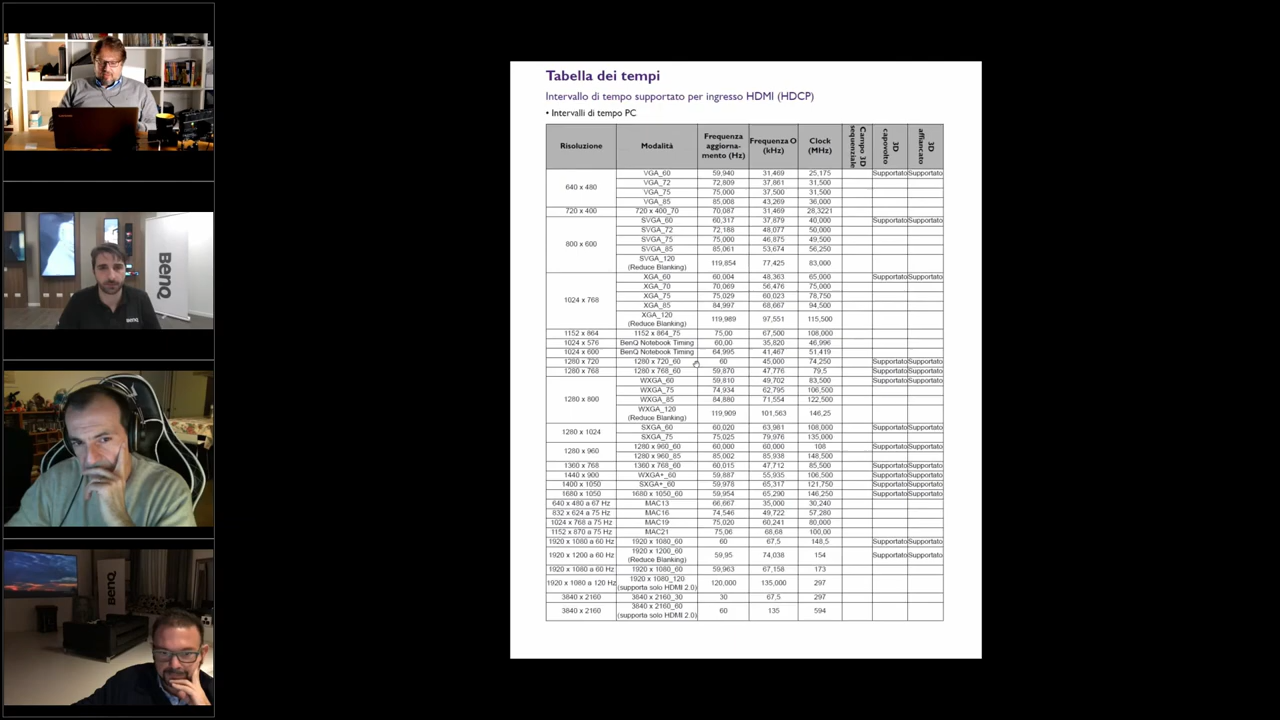 BenQ
BenQ
BenQ
Tabella dei tempi
Intervallo di tempo supportato per ingresso HDMI (HDCP)
• Intervalli di tempo PC
Risoluzione Modalità Frequenza aggiorna-mento (Hz) Frequenza O (kHz) Clock (MHz) Campo 3D sequenziale 3D capovolto 3D affiancato
640 x 480 VGA_60 59,940 31,469 25,175 Supportato Supportato
VGA_72 72,809 37,861 31,500
VGA_75 75,000 37,500 31,500
VGA_85 85,008 43,269 36,000
720 x 400 720 x 400_70 70,087 31,469 28,3221
800 x 600 SVGA_60 60,317 37,879 40,000 Supportato Supportato
SVGA_72 72,188 48,077 50,000
SVGA_75 75,000 46,875 49,500
SVGA_85 85,061 53,674 56,250
SVGA_120 (Reduce Blanking) 119,854 77,425 83,000
1024 x 768 XGA_60 60,004 48,363 65,000 Supportato Supportato
XGA_70 70,069 56,476 75,000
XGA_75 75,029 60,023 78,750
XGA_85 84,997 68,667 94,500
XGA_120 (Reduce Blanking) 119,989 97,551 115,500
1152 x 864 1152 x 864_75 75,00 67,500 108,000
1024 x 576 BenQ Notebook Timing 60,00 35,820 46,996
1024 x 600 BenQ Notebook Timing 64,995 41,467 51,419
1280 x 720 1280 x 720_60 60 45,000 74,250 Supportato Supportato
1280 x 768 1280 x 768_60 59,870 47,776 79,5 Supportato Supportato
1280 x 800 WXGA_60 59,810 49,702 83,500 Supportato Supportato
WXGA_75 74,934 62,795 106,500
WXGA_85 84,880 71,554 122,500
WXGA_120 (Reduce Blanking) 119,909 101,563 146,25
1280 x 1024 SXGA_60 60,020 63,981 108,000 Supportato Supportato
SXGA_75 75,025 79,976 135,000
1280 x 960 1280 x 960_60 60,000 60,000 108 Supportato Supportato
1280 x 960_85 85,002 85,938 148,500
1360 x 768 1360 x 768_60 60,015 47,712 85,500 Supportato Supportato
1440 x 900 WXGA+_60 59,887 55,935 106,500 Supportato Supportato
1400 x 1050 SXGA+_60 59,978 65,317 121,750 Supportato Supportato
1680 x 1050 1680 x 1050_60 59,954 65,290 146,250 Supportato Supportato
640 x 480 a 67 Hz MAC13 66,667 35,000 30,240
832 x 624 a 75 Hz MAC16 74,546 49,722 57,280
1024 x 768 a 75 Hz MAC19 75,020 60,241 80,000
1152 x 870 a 75 Hz MAC21 75,06 68,68 100,00
1920 x 1080 a 60 Hz 1920 x 1080_60 60 67,5 148,5 Supportato Supportato
1920 x 1200 a 60 Hz 1920 x 1200_60 (Reduce Blanking) 59,95 74,038 154 Supportato Supportato
1920 x 1080 a 60 Hz 1920 x 1080_60 59,963 67,158 173
1920 x 1080 a 120 Hz 1920 x 1080_120 (supporta solo HDMI 2.0) 120,000 135,000 297
3840 x 2160 3840 x 2160_30 30 67,5 297
3840 x 2160 3840 x 2160_60 (supporta solo HDMI 2.0) 60 135 594